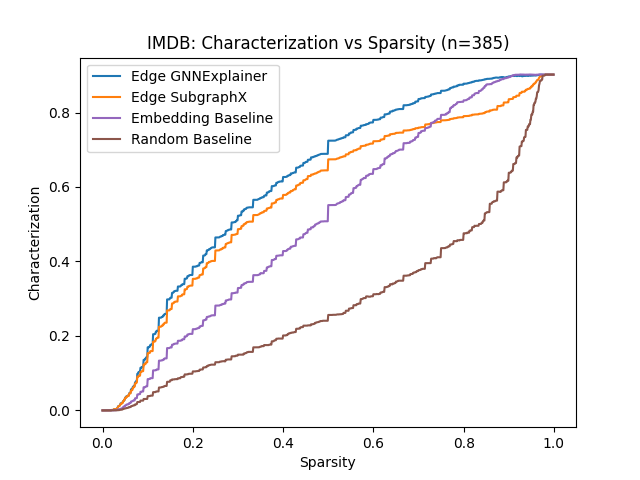 IMDB: Characterization vs Sparsity (n=385)
Edge GNNExplainer
Edge SubgraphX
Embedding Baseline
Random Baseline
Characterization
0.8
0.6
0.4
0.2
0.0
0.0 0.2 0.4 0.6 0.8 1.0
Sparsity